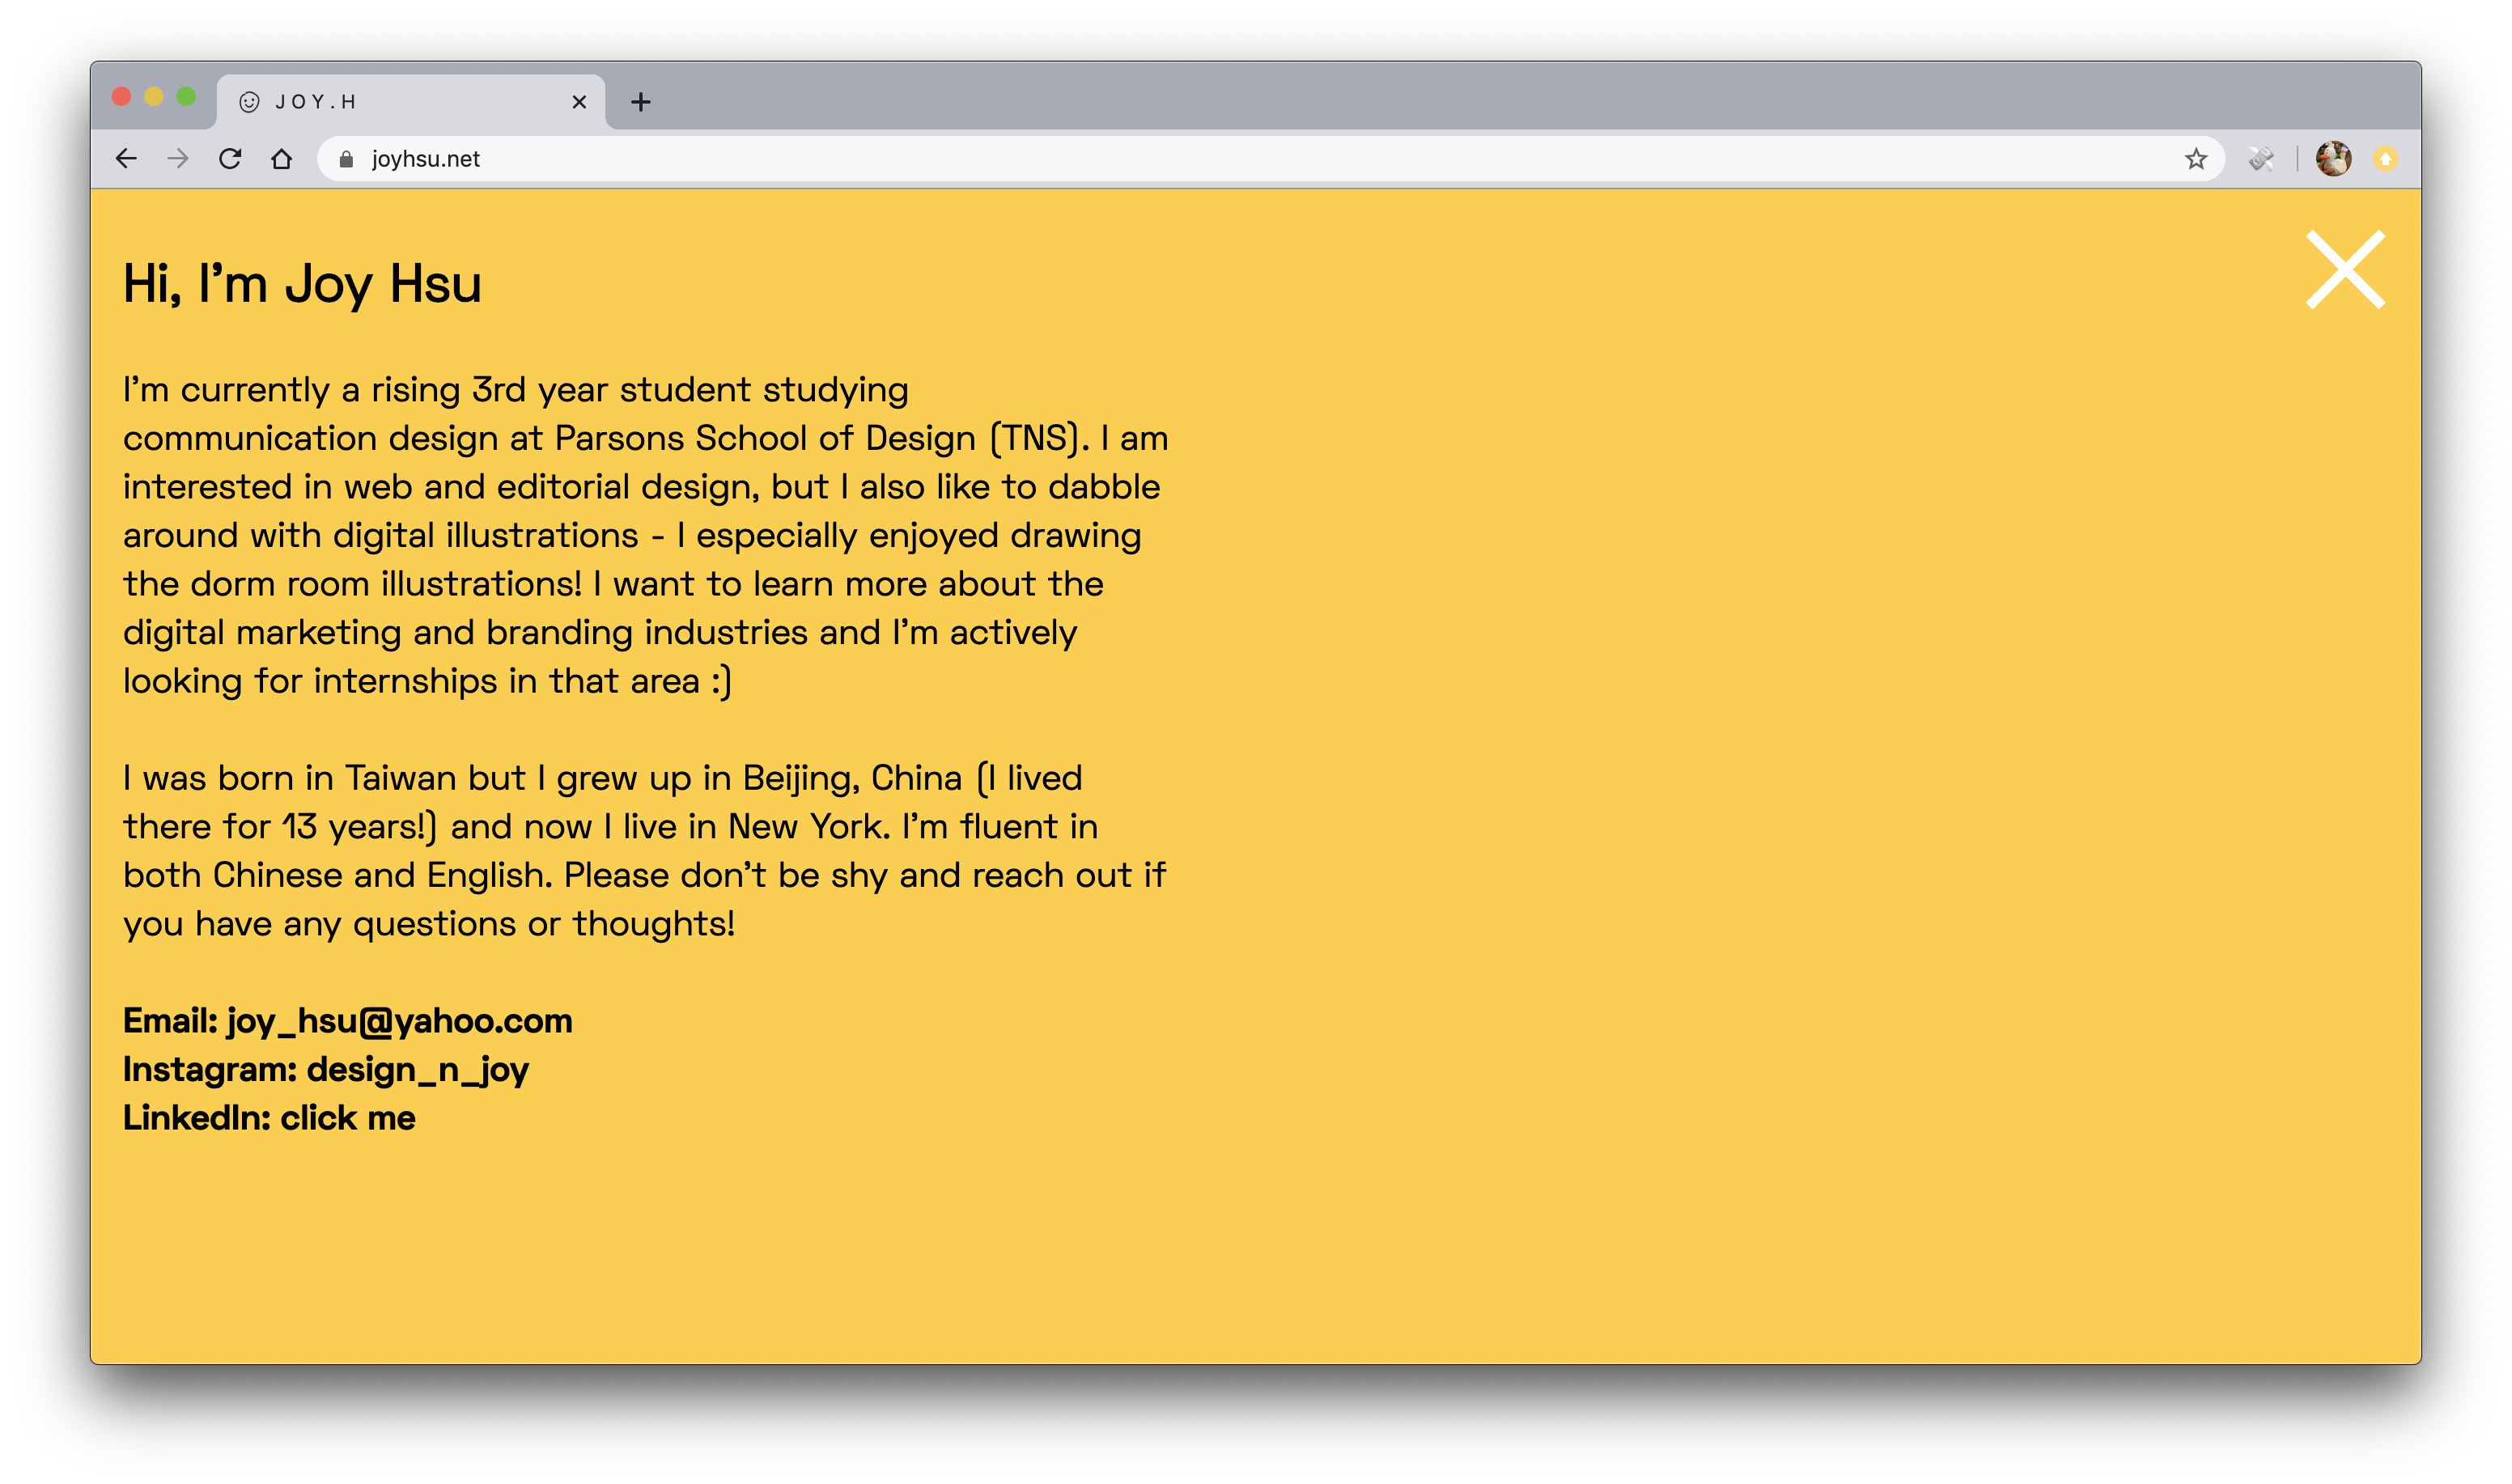 J O Y . H
joyhsu.net
Hi, I’m Joy Hsu
I’m currently a rising 3rd year student studying
communication design at Parsons School of Design (TNS). I am
interested in web and editorial design, but I also like to dabble
around with digital illustrations - I especially enjoyed drawing
the dorm room illustrations! I want to learn more about the
digital marketing and branding industries and I’m actively
looking for internships in that area :)
I was born in Taiwan but I grew up in Beijing, China (I lived
there for 13 years!) and now I live in New York. I’m fluent in
both Chinese and English. Please don’t be shy and reach out if
you have any questions or thoughts!
Email: joy_hsu@yahoo.com
Instagram: design_n_joy
LinkedIn: click me